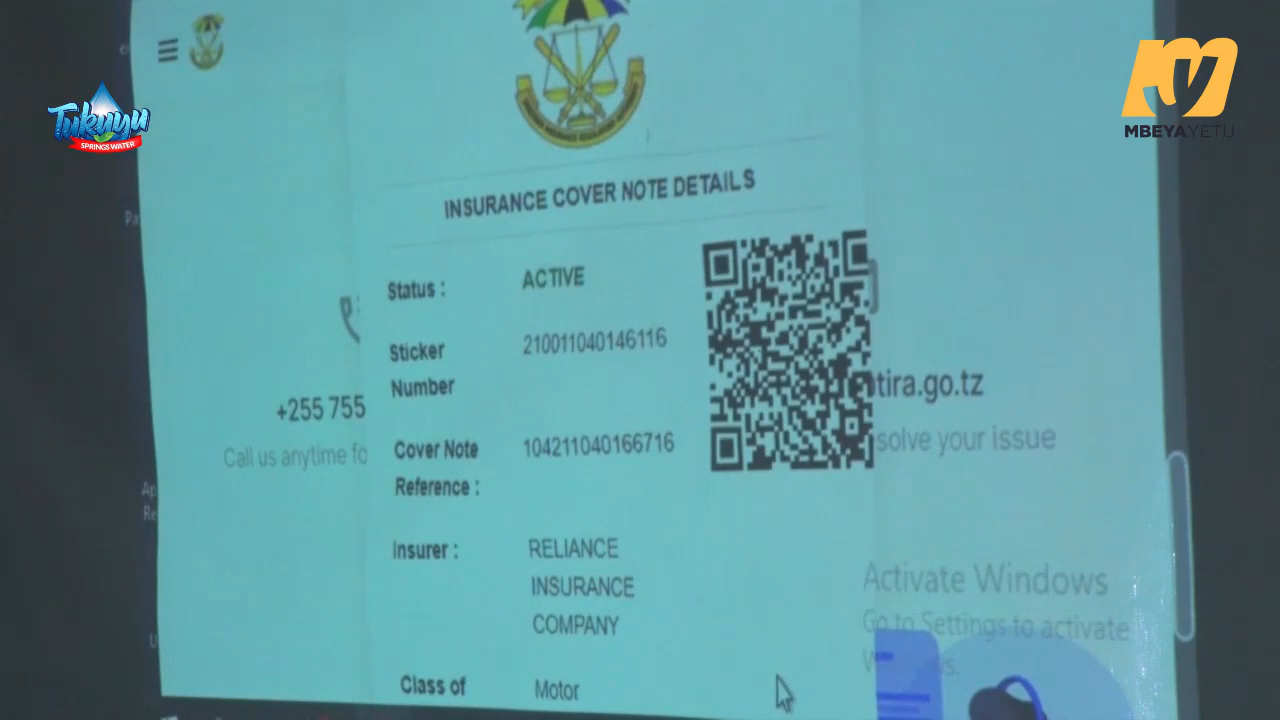 Tukuyu
SPRINGS WATER
MBEYAYETU
INSURANCE COVER NOTE DETAILS
Status : ACTIVE
Sticker Number 210011040146116
Cover Note Reference : 104211040166716
Insurer : RELIANCE
INSURANCE
COMPANY
Class of Motor
+255 755
Call us anytime fo
tira.go.tz
solve your issue
Activate Windows
Go to Settings to activate